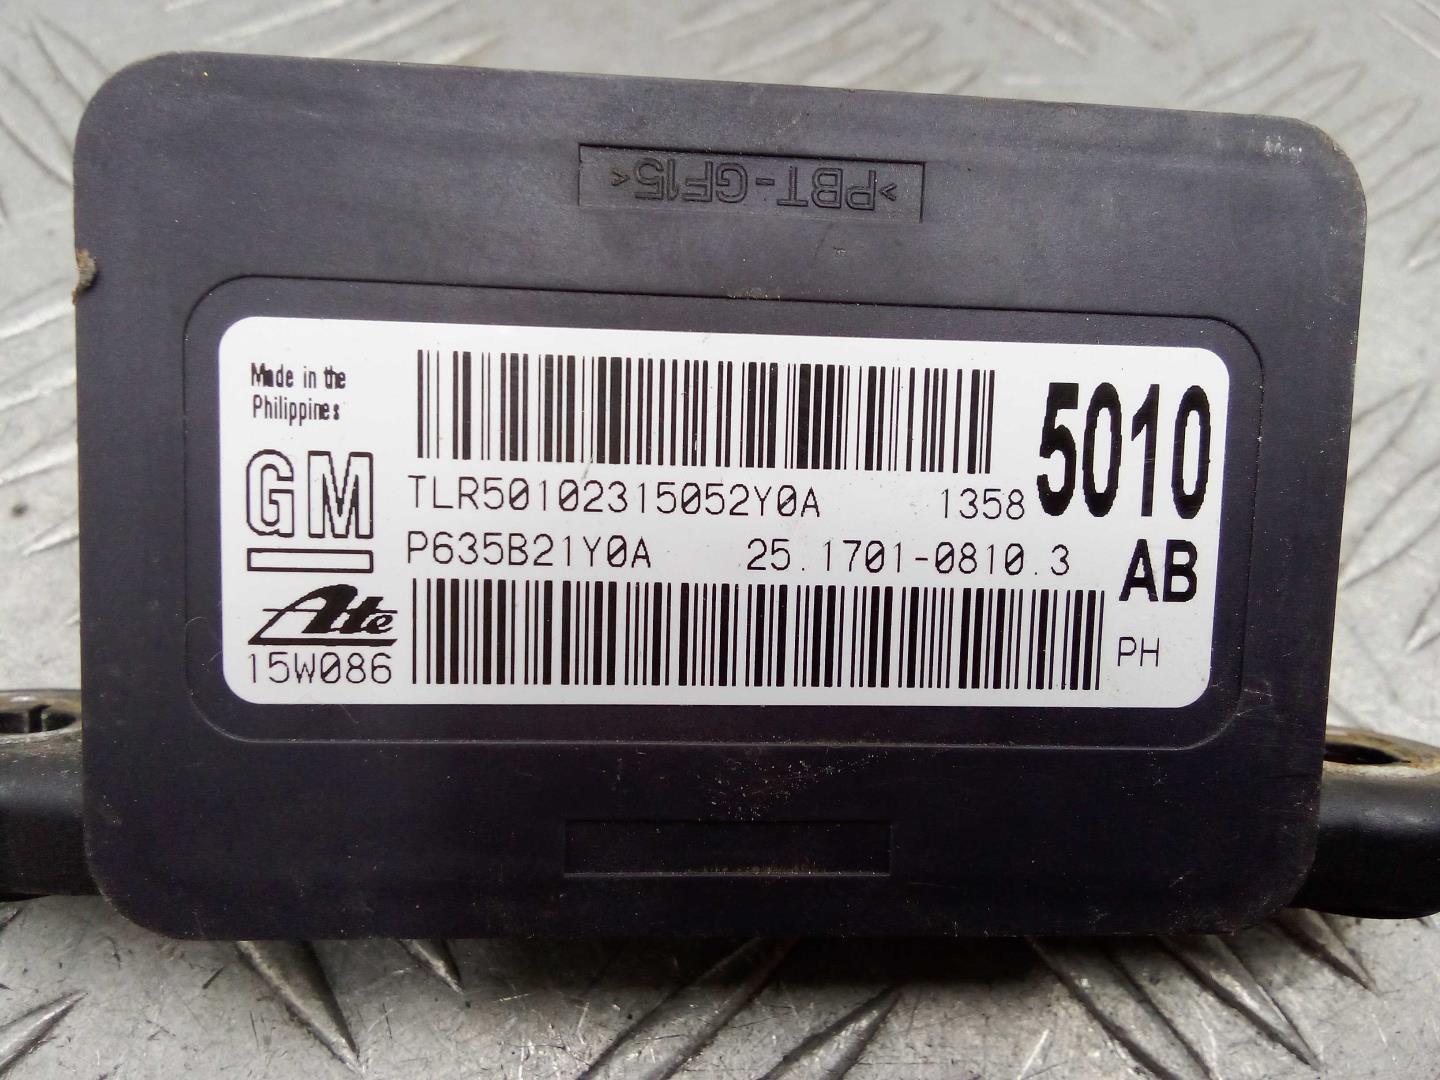 >PBT-GF15<
Made in the
Philippines
GM
TLR50102315052Y0A 1358
5010
P635B21Y0A 25.1701-0810.3
AB
Ate
15W086
PH